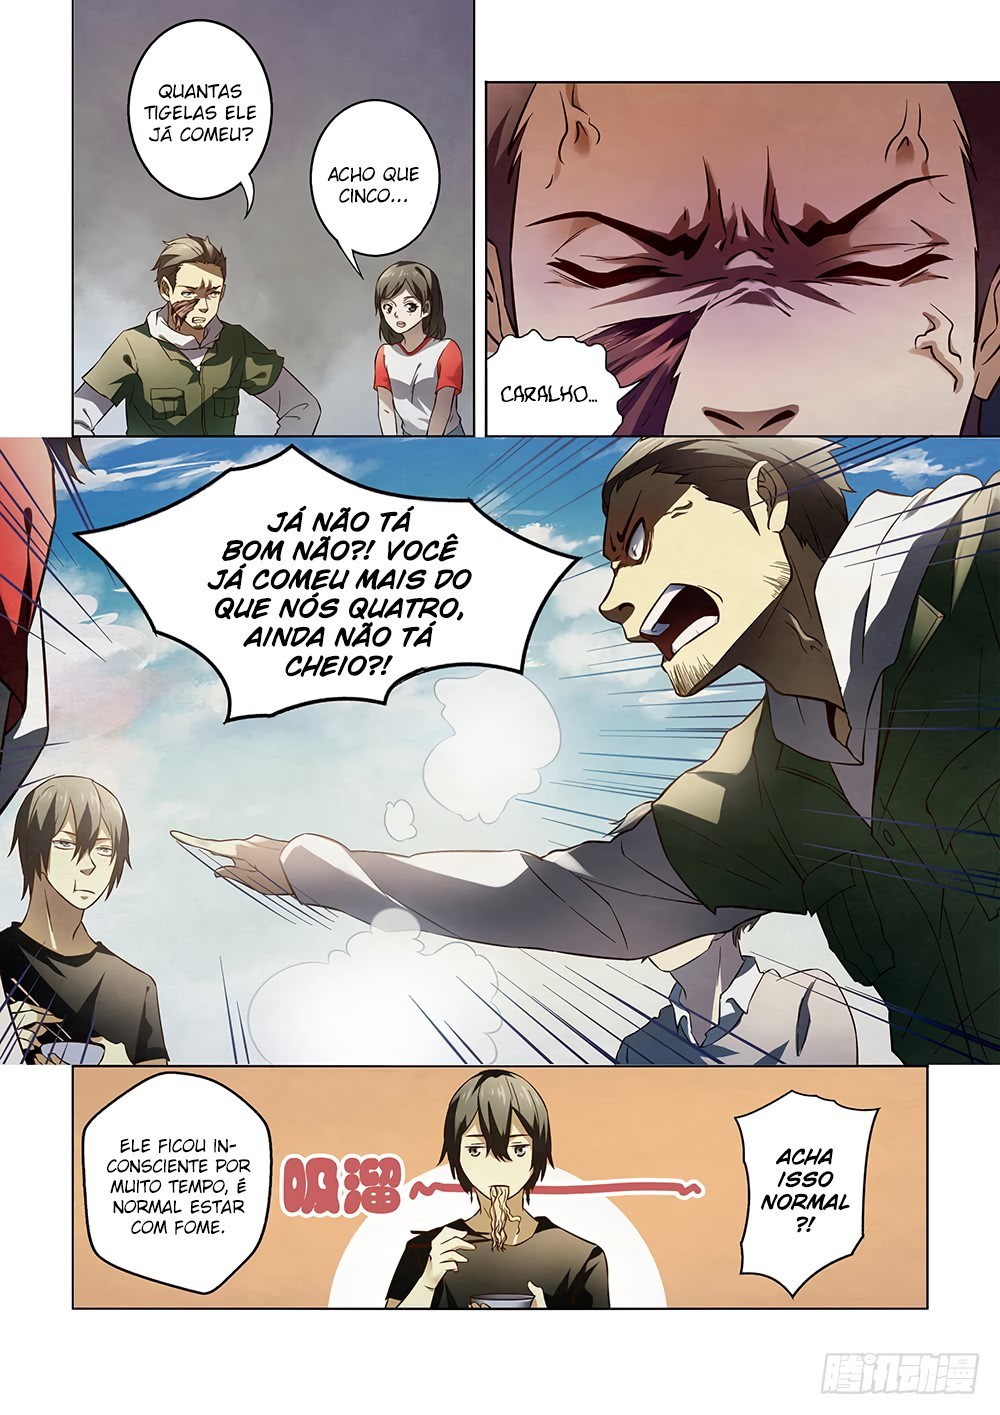 QUANTAS
TIGELAS ELE
JÁ COMEU?
ACHO QUE
CINCO...
CARALHO...
JÁ NÃO TÁ
BOM NÃO?! VOCÊ
JÁ COMEU MAIS DO
QUE NÓS QUATRO,
AINDA NÃO TÁ
CHEIO?!
ELE FICOU IN-
CONSCIENTE POR
MUITO TEMPO, É
NORMAL ESTAR
COM FOME.
吸溜
ACHA
ISSO
NORMAL
?!
腾讯动漫